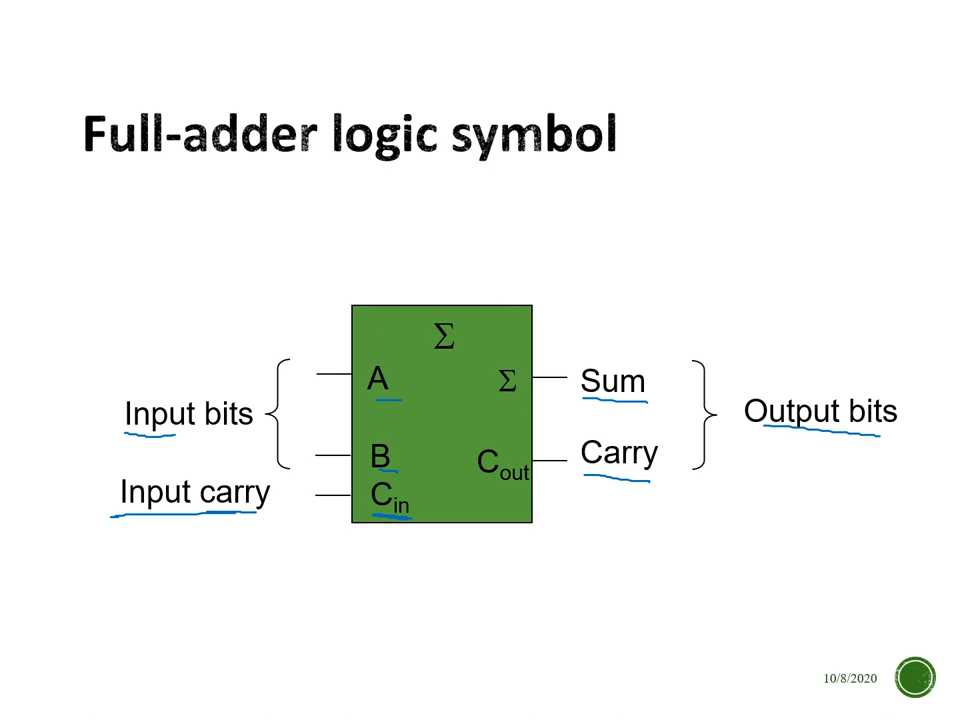 Full-adder logic symbol
Σ
A
Σ
Sum
Input bits
Output bits
B
Cout
Carry
Input carry
Cin
10/8/2020